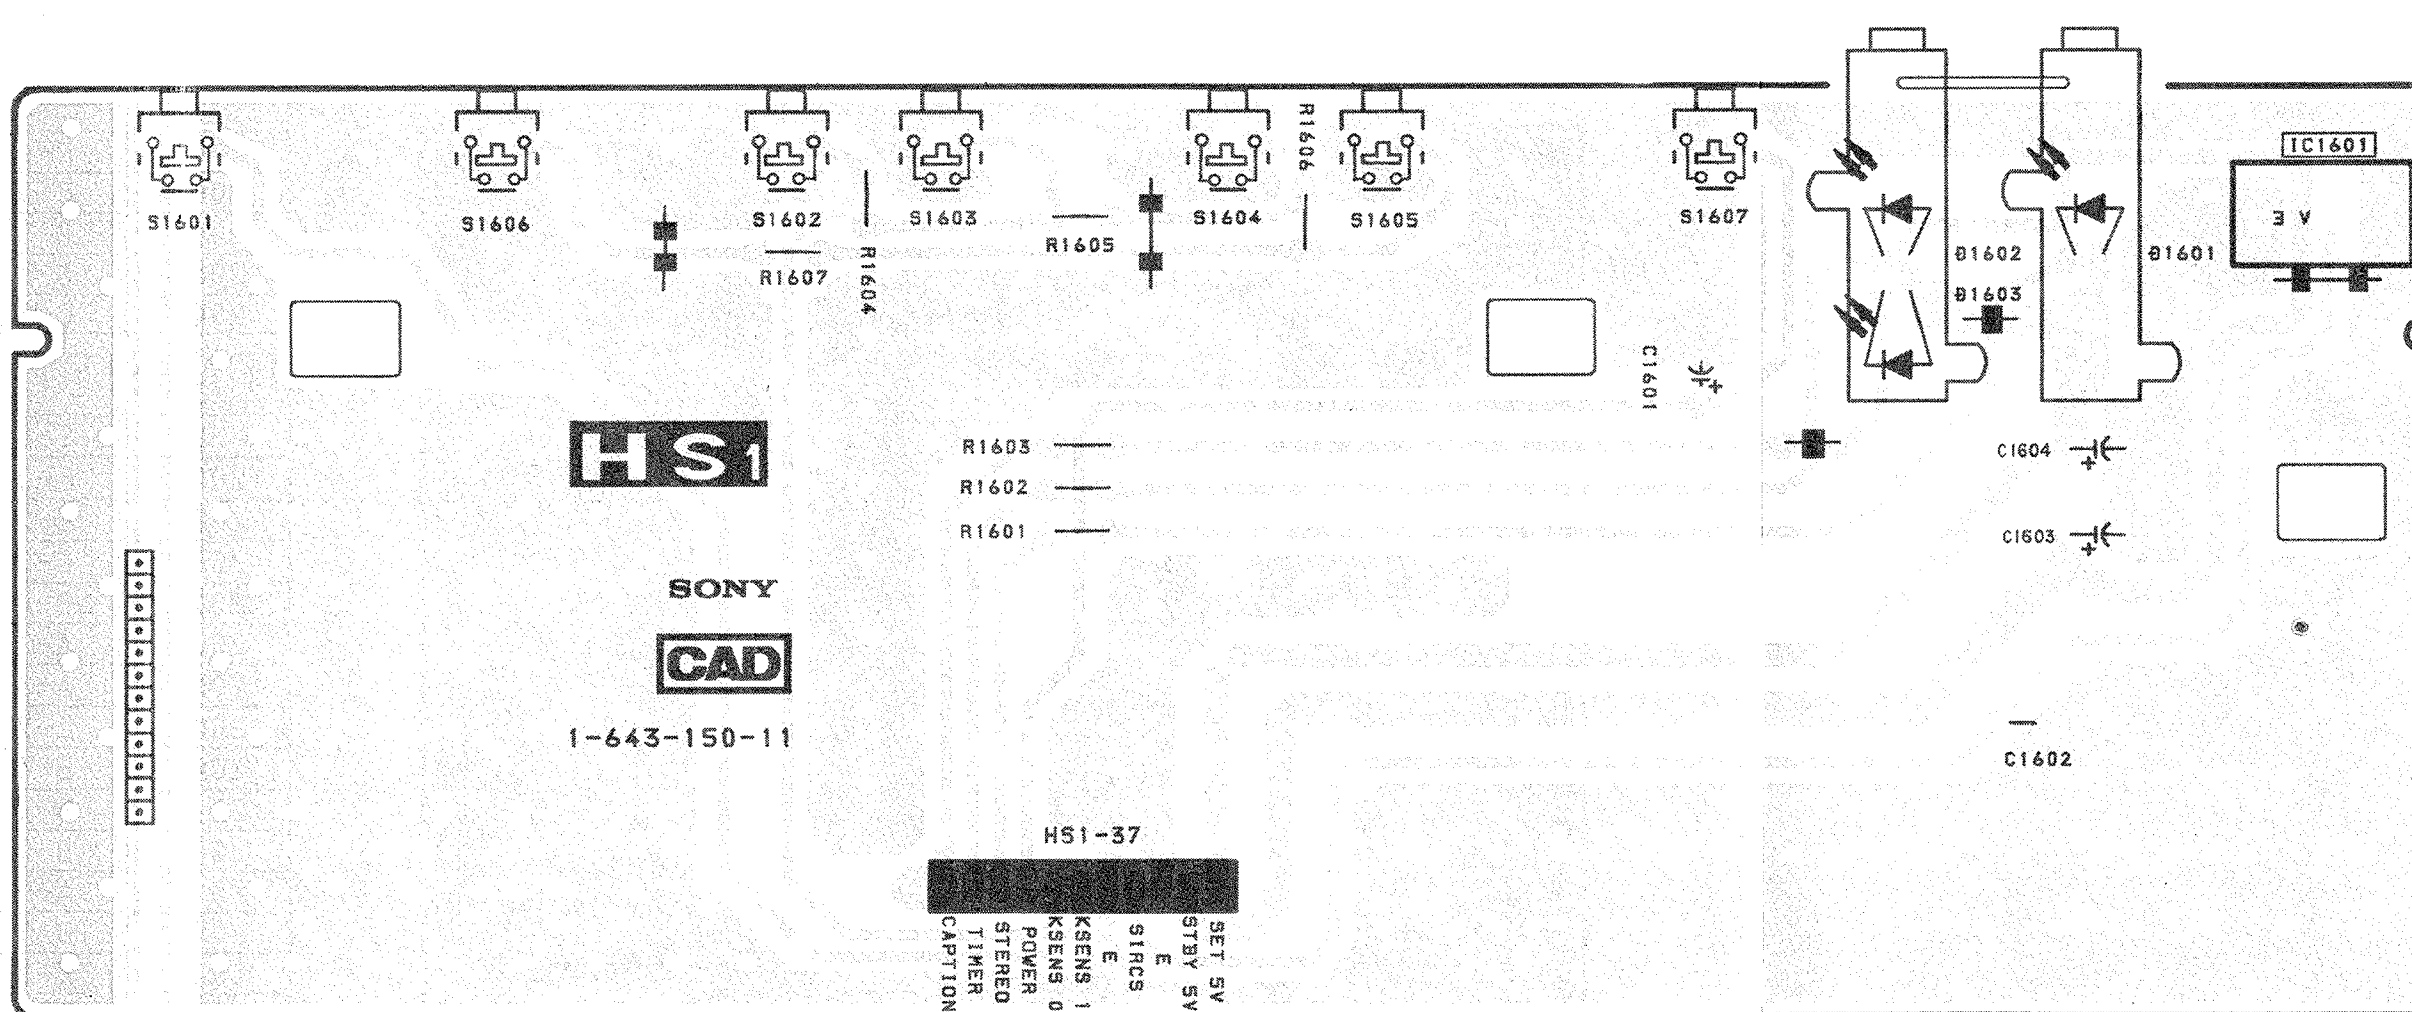 IC1601
3 V
R1606
S1601
S1606
S1602
S1603
S1604
S1605
S1607
R1605
R1607
R1604
D1602
D1601
D1603
C1601
HS1
R1603
R1602
R1601
C1604
C1603
SONY
CAD
1-643-150-11
C1602
HS1-37
CAPTION
TIMER
STEREO
POWER
KSENS 0
KSENS 1
E
SIRCS
E
STBY 5V
SET 5V